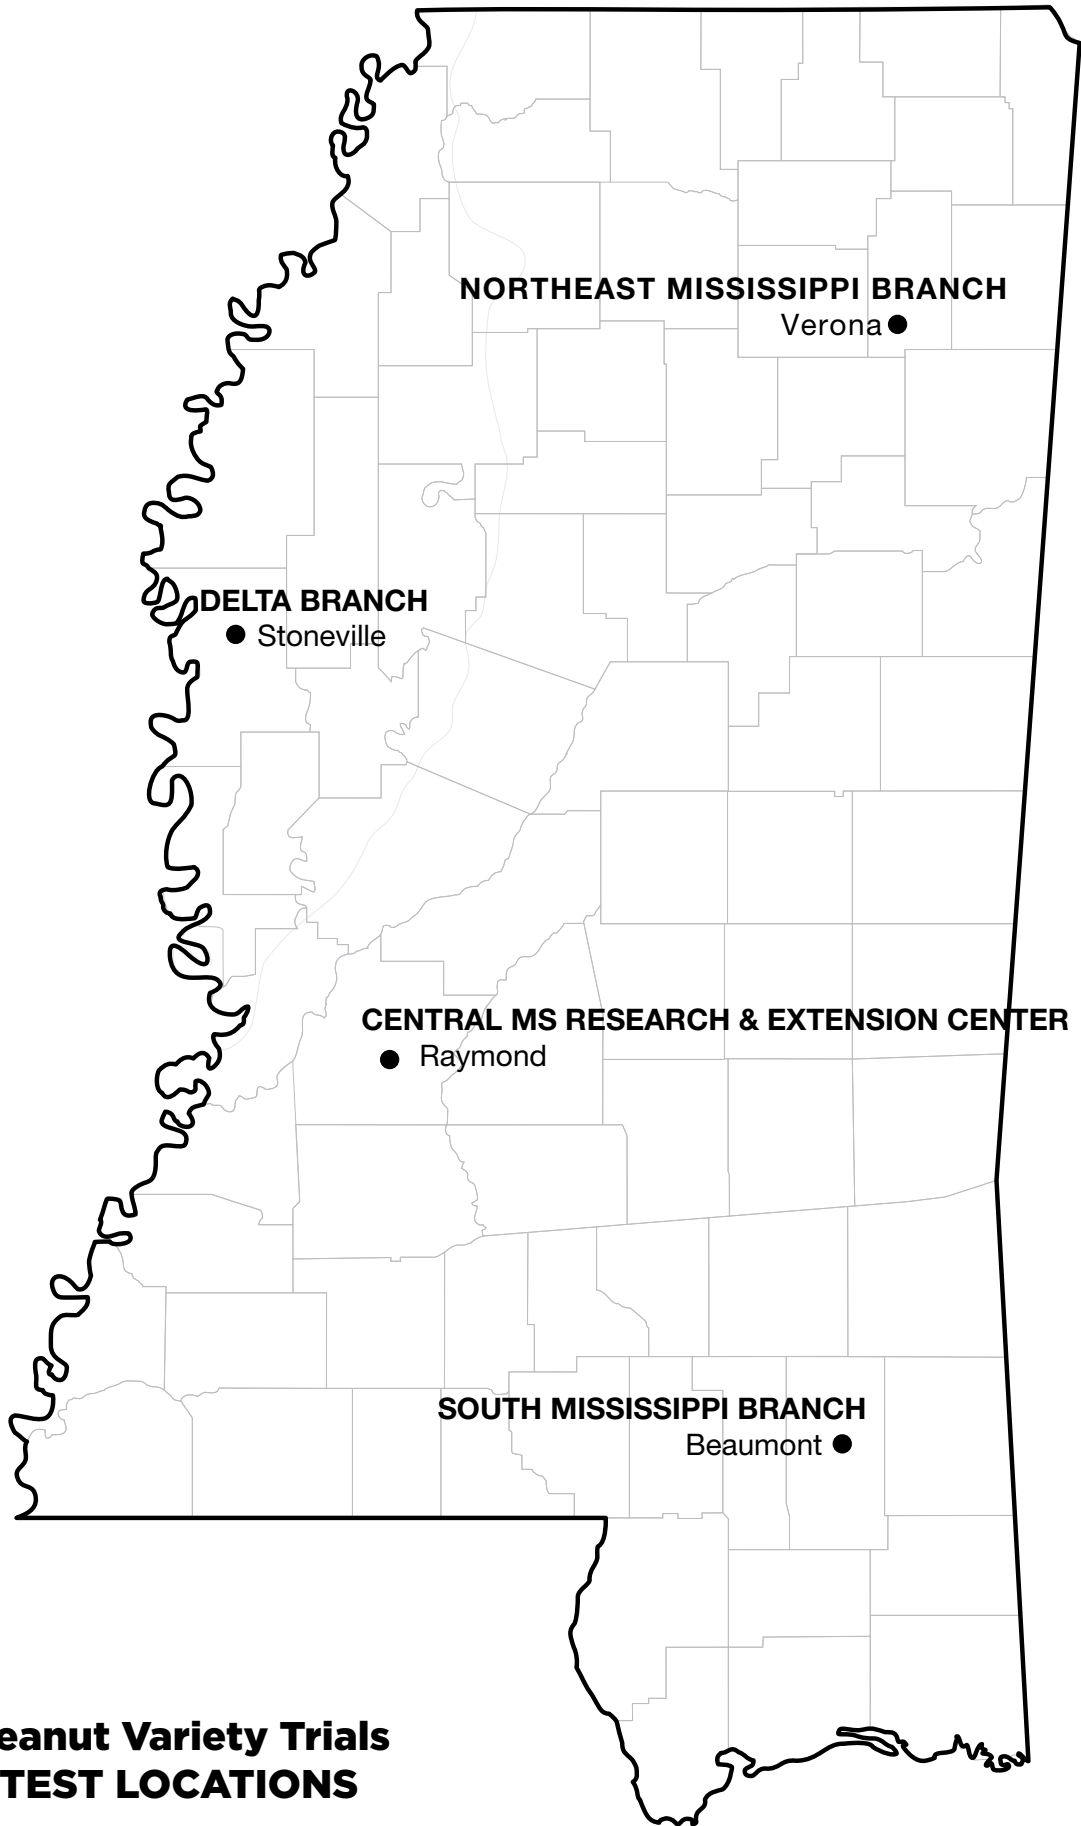 NORTHEAST MISSISSIPPI BRANCH
Verona
DELTA BRANCH
Stoneville
CENTRAL MS RESEARCH & EXTENSION CENTER
Raymond
SOUTH MISSISSIPPI BRANCH
Beaumont
eanut Variety Trials
TEST LOCATIONS